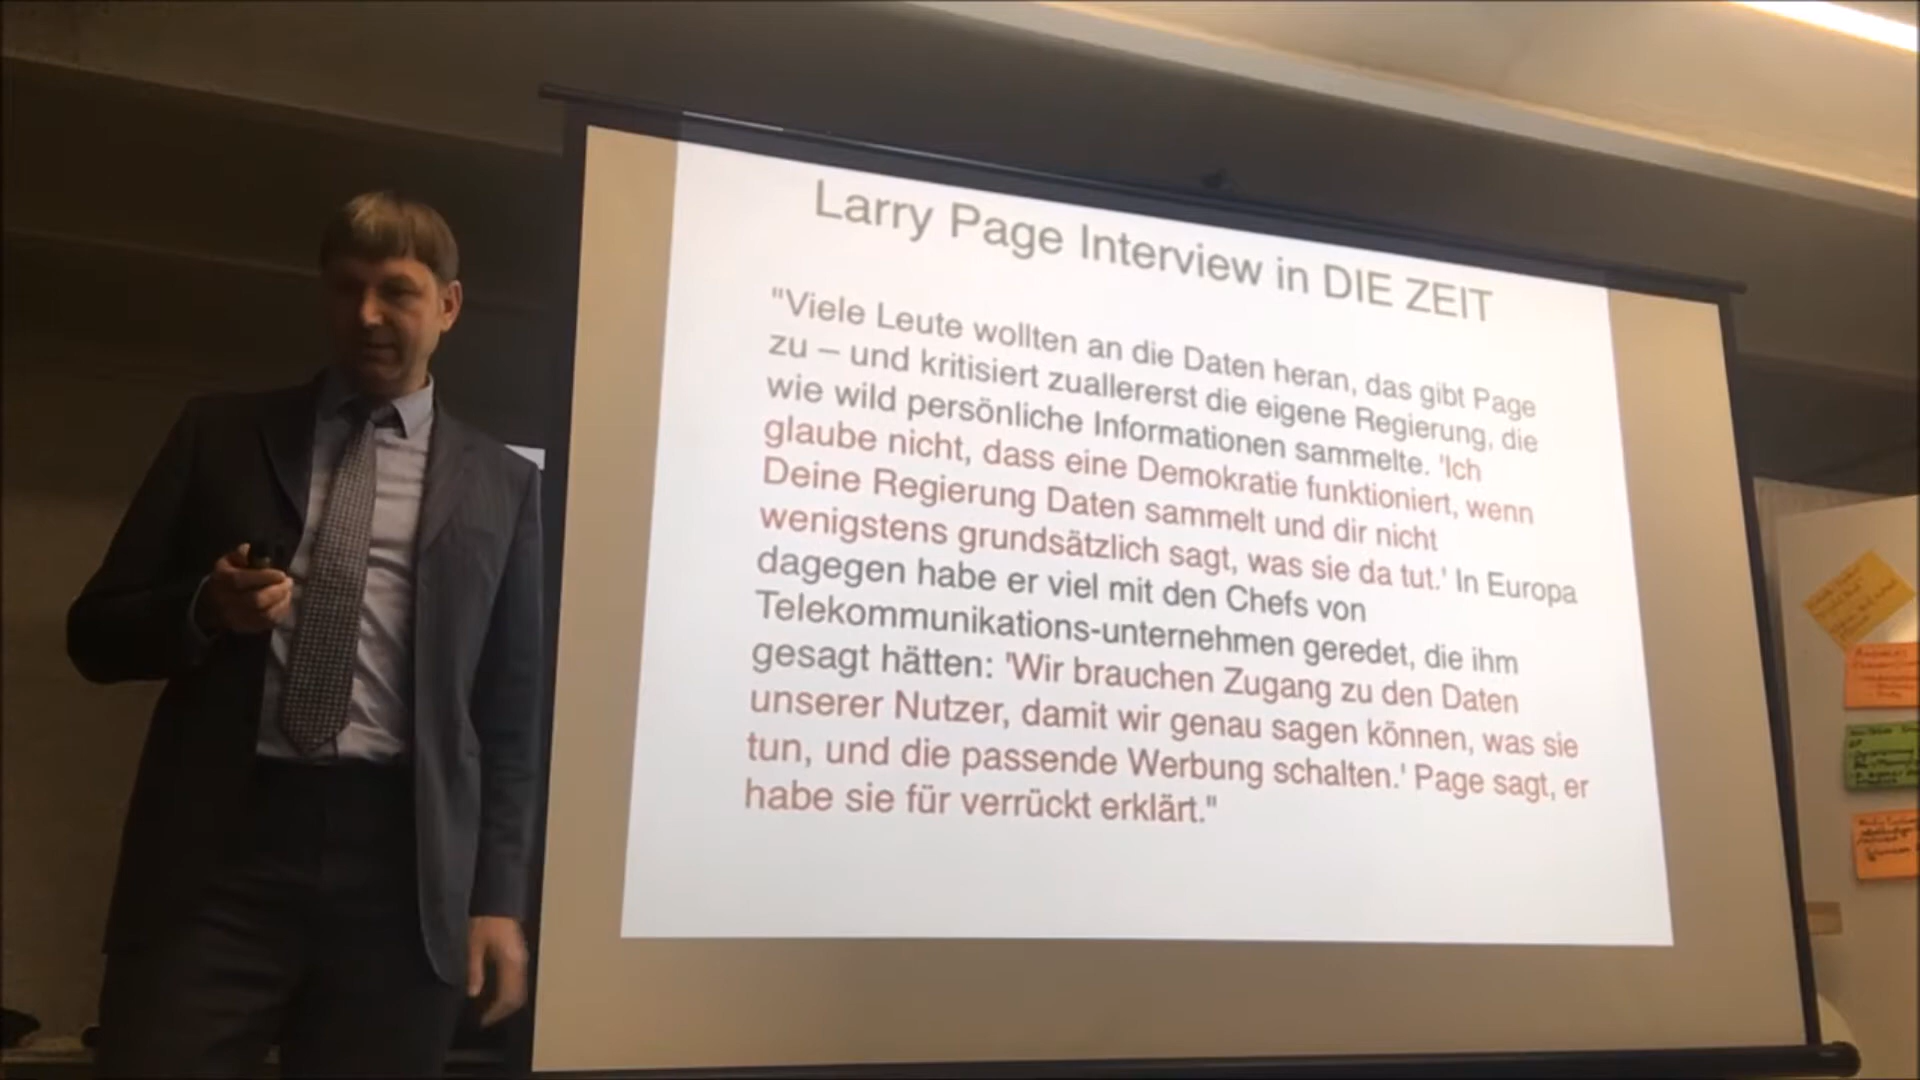 Larry Page Interview in DIE ZEIT
"Viele Leute wollten an die Daten heran, das gibt Page
zu – und kritisiert zuallererst die eigene Regierung, die
wie wild persönliche Informationen sammelte. 'Ich
glaube nicht, dass eine Demokratie funktioniert, wenn
Deine Regierung Daten sammelt und dir nicht
wenigstens grundsätzlich sagt, was sie da tut.' In Europa
dagegen habe er viel mit den Chefs von
Telekommunikations-unternehmen geredet, die ihm
gesagt hätten: 'Wir brauchen Zugang zu den Daten
unserer Nutzer, damit wir genau sagen können, was sie
tun, und die passende Werbung schalten.' Page sagt, er
habe sie für verrückt erklärt."